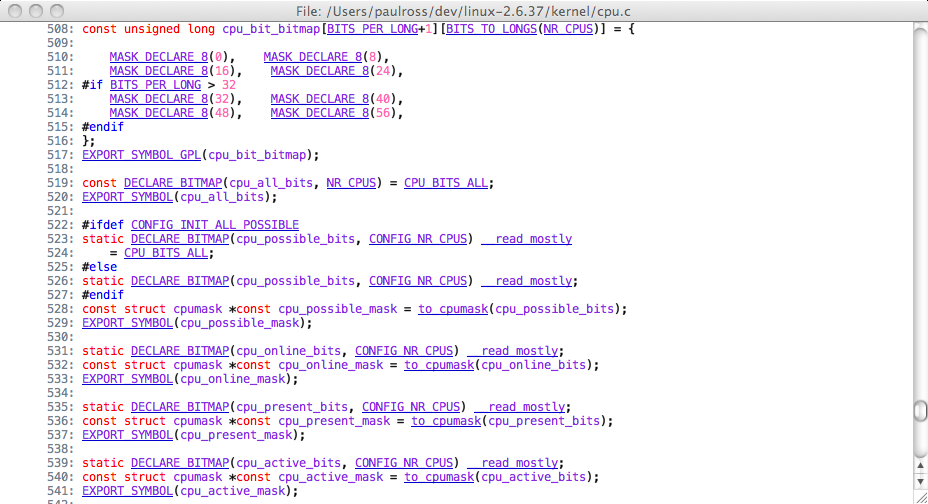 File: /Users/paulross/dev/linux-2.6.37/kernel/cpu.c
508: const unsigned long cpu_bit_bitmap[BITS_PER_LONG+1][BITS_TO_LONGS(NR_CPUS)] = {
509:
510:     MASK_DECLARE_8(0),   MASK_DECLARE_8(8),
511:     MASK_DECLARE_8(16),    MASK_DECLARE_8(24),
512: #if BITS_PER_LONG > 32
513:     MASK_DECLARE_8(32),    MASK_DECLARE_8(40),
514:     MASK_DECLARE_8(48),    MASK_DECLARE_8(56),
515: #endif
516: };
517: EXPORT_SYMBOL_GPL(cpu_bit_bitmap);
518:
519: const DECLARE_BITMAP(cpu_all_bits, NR_CPUS) = CPU_BITS_ALL;
520: EXPORT_SYMBOL(cpu_all_bits);
521:
522: #ifdef CONFIG_INIT_ALL_POSSIBLE
523: static DECLARE_BITMAP(cpu_possible_bits, CONFIG_NR_CPUS) __read_mostly
524:     = CPU_BITS_ALL;
525: #else
526: static DECLARE_BITMAP(cpu_possible_bits, CONFIG_NR_CPUS) __read_mostly;
527: #endif
528: const struct cpumask *const cpu_possible_mask = to_cpumask(cpu_possible_bits);
529: EXPORT_SYMBOL(cpu_possible_mask);
530:
531: static DECLARE_BITMAP(cpu_online_bits, CONFIG_NR_CPUS) __read_mostly;
532: const struct cpumask *const cpu_online_mask = to_cpumask(cpu_online_bits);
533: EXPORT_SYMBOL(cpu_online_mask);
534:
535: static DECLARE_BITMAP(cpu_present_bits, CONFIG_NR_CPUS) __read_mostly;
536: const struct cpumask *const cpu_present_mask = to_cpumask(cpu_present_bits);
537: EXPORT_SYMBOL(cpu_present_mask);
538:
539: static DECLARE_BITMAP(cpu_active_bits, CONFIG_NR_CPUS) __read_mostly;
540: const struct cpumask *const cpu_active_mask = to_cpumask(cpu_active_bits);
541: EXPORT_SYMBOL(cpu_active_mask);